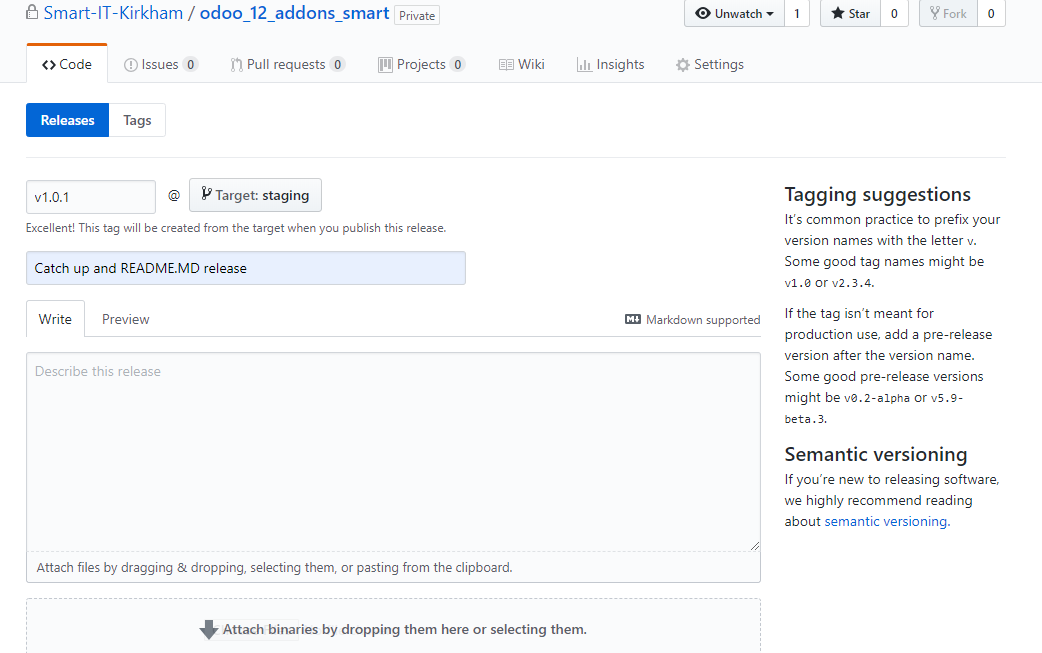 Smart-IT-Kirkham / odoo_12_addons_smart Private Unwatch 1 Star 0 Fork 0
Code Issues 0 Pull requests 0 Projects 0 Wiki Insights Settings
Releases Tags
v1.0.1 @ Target: staging
Excellent! This tag will be created from the target when you publish this release.
Catch up and README.MD release
Write Preview Markdown supported
Describe this release
Attach files by dragging & dropping, selecting them, or pasting from the clipboard.
Attach binaries by dropping them here or selecting them.
Tagging suggestions
It's common practice to prefix your
version names with the letter v.
Some good tag names might be
v1.0 or v2.3.4.
If the tag isn't meant for
production use, add a pre-release
version after the version name.
Some good pre-release versions
might be v0.2-alpha or v5.9-
beta.3.
Semantic versioning
If you're new to releasing software,
we highly recommend reading
about semantic versioning.